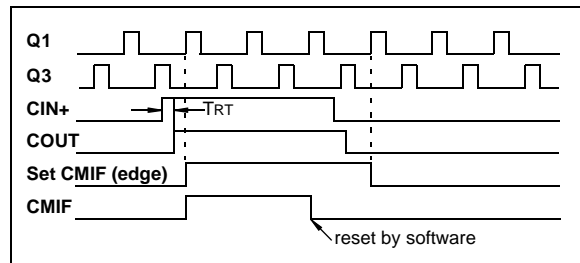 Q1
Q3
CIN+
TRT
COUT
Set CMIF (edge)
CMIF
reset by software